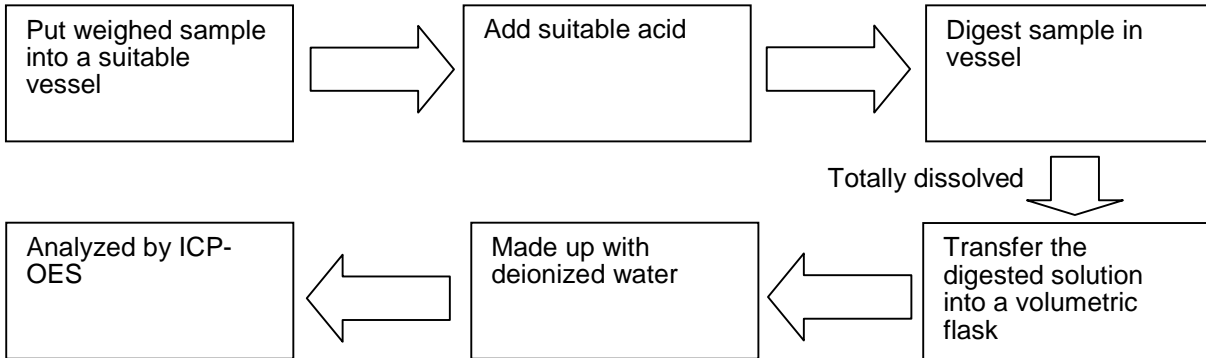 Put weighed sample
into a suitable
vessel
Add suitable acid
Digest sample in
vessel
Totally dissolved
Transfer the
digested solution
into a volumetric
flask
Made up with
deionized water
Analyzed by ICP-
OES